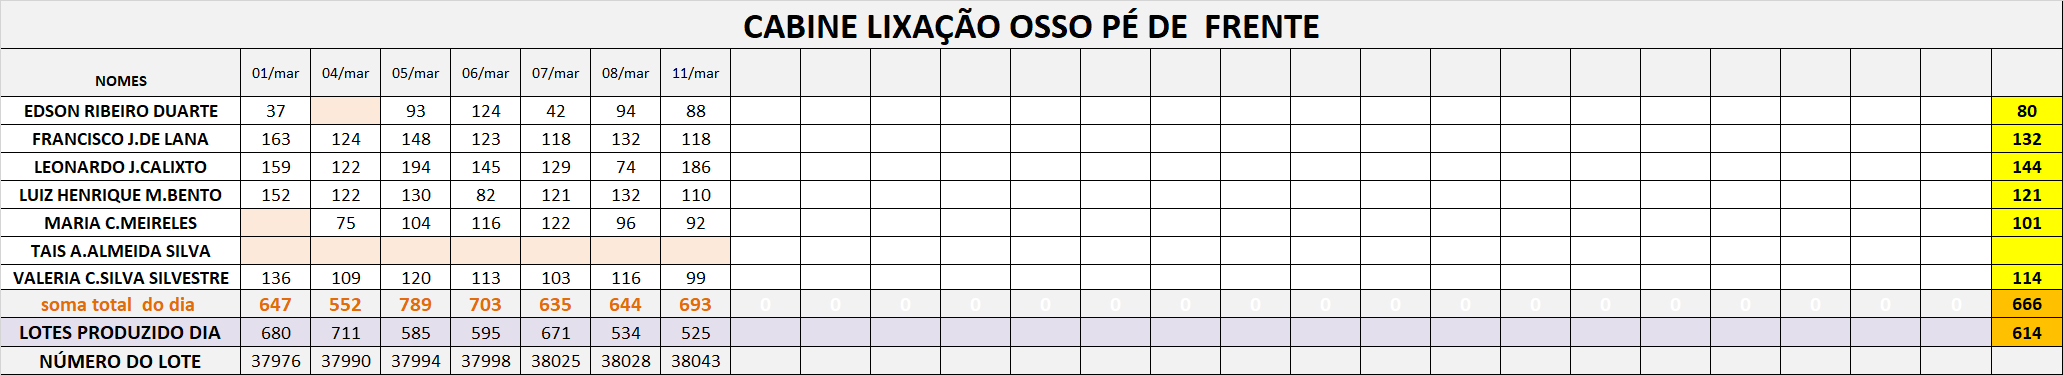 CABINE LIXAÇÃO OSSO PÉ DE  FRENTE
NOMES 01/mar 04/mar 05/mar 06/mar 07/mar 08/mar 11/mar
EDSON RIBEIRO DUARTE 37 93 124 42 94 88 80
FRANCISCO J.DE LANA 163 124 148 123 118 132 118 132
LEONARDO J.CALIXTO 159 122 194 145 129 74 186 144
LUIZ HENRIQUE M.BENTO 152 122 130 82 121 132 110 121
MARIA C.MEIRELES 75 104 116 122 96 92 101
TAIS A.ALMEIDA SILVA
VALERIA C.SILVA SILVESTRE 136 109 120 113 103 116 99 114
soma total  do dia 647 552 789 703 635 644 693 0 0 0 0 0 0 0 0 0 0 0 0 0 0 0 0 0 0 666
LOTES PRODUZIDO DIA 680 711 585 595 671 534 525 614
NÚMERO DO LOTE 37976 37990 37994 37998 38025 38028 38043